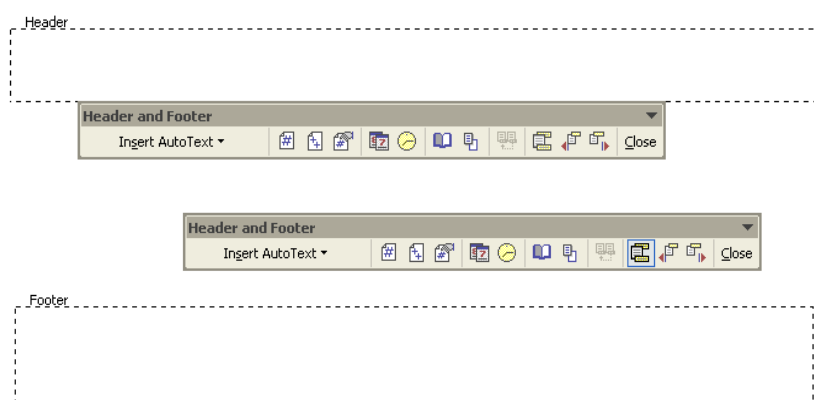 Header
Header and Footer
Insert AutoText
Close
Header and Footer
Insert AutoText
Close
Footer